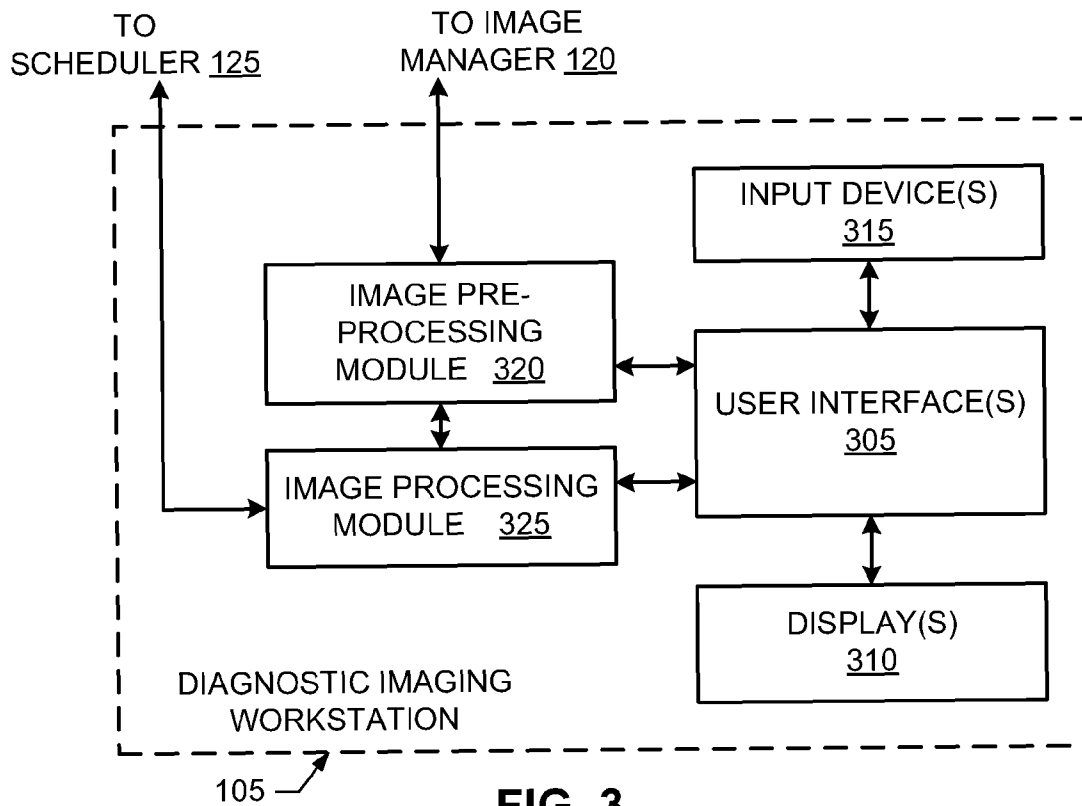 TO
SCHEDULER 125
TO IMAGE
MANAGER 120
INPUT DEVICE(S)
315
IMAGE PRE-
PROCESSING
MODULE 320
USER INTERFACE(S)
305
IMAGE PROCESSING
MODULE 325
DISPLAY(S)
310
DIAGNOSTIC IMAGING
WORKSTATION
105
FIG. 3